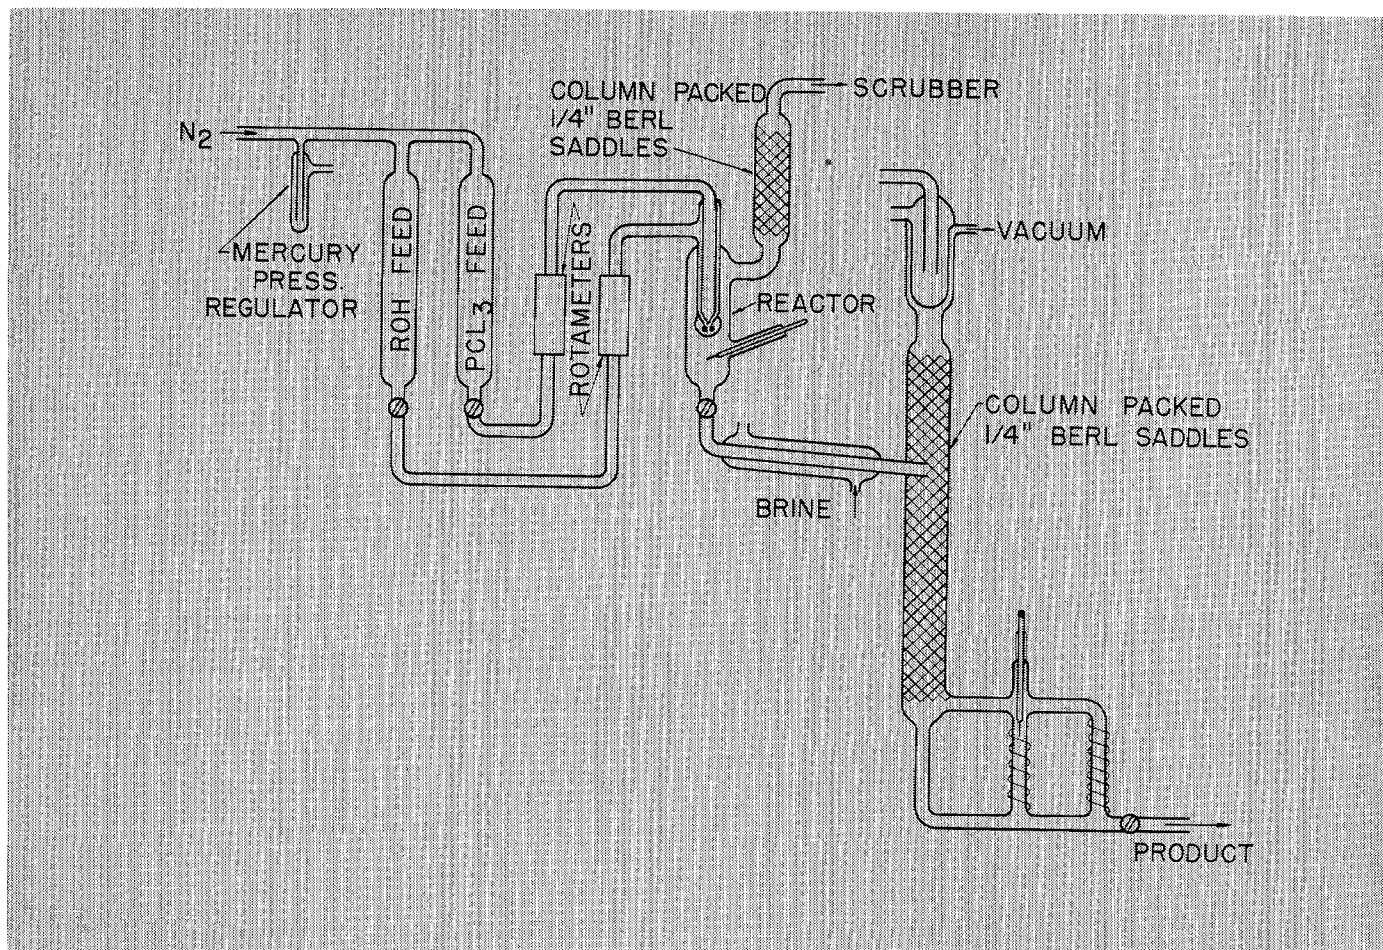 COLUMN PACKED
1/4" BERL
SADDLES
SCRUBBER
N2
MERCURY
PRESS.
REGULATOR
ROH FEED
PCL3 FEED
ROTAMETERS
REACTOR
VACUUM
COLUMN PACKED
1/4" BERL SADDLES
BRINE
PRODUCT